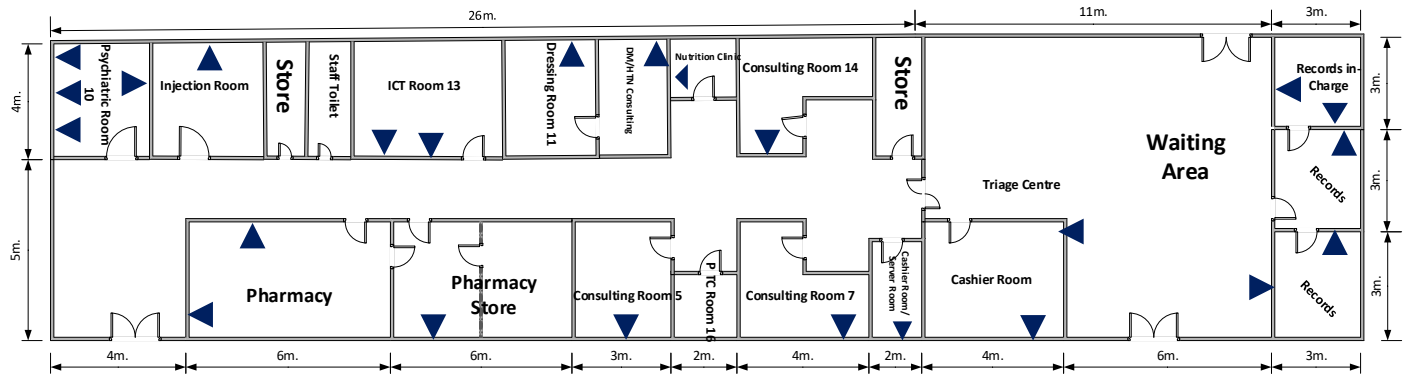 26m.
11m.
3m.
4m.
5m.
Psychiatric Room
10
Injection Room
Store
Staff Toilet
ICT Room 13
Dressing Room 11
DM/HTN Consulting
Nutrition Clinic
Consulting Room 14
Store
Waiting
Area
Triage Centre
Records in-
Charge
Records
Records
3m.
3m.
3m.
Pharmacy
Pharmacy
Store
Consulting Room 5
P TC Room 16
Consulting Room 7
Cashier Room/
Server Room
Cashier Room
4m.
6m.
6m.
3m.
2m.
4m.
2m.
4m.
6m.
3m.